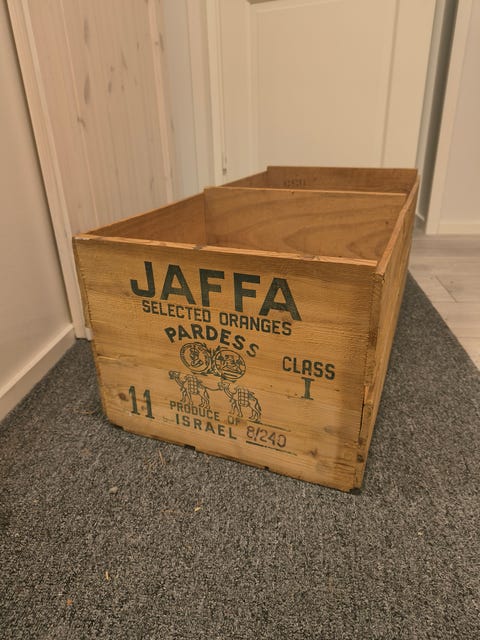 JAFFA
SELECTED ORANGES
PARDESS
CLASS
I
11
PRODUCE OF
ISRAEL 8/240